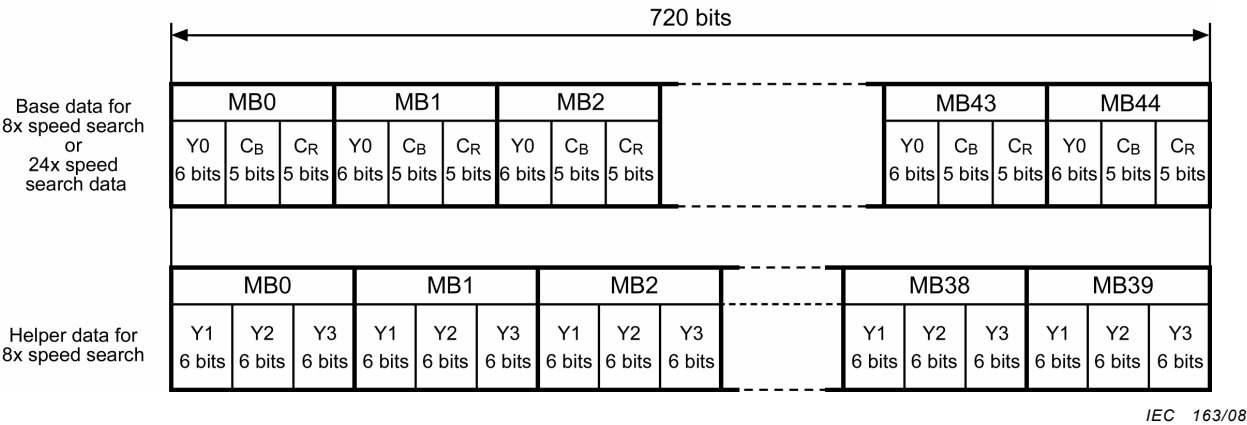 720 bits
Base data for
8x speed search
or
24x speed
search data
MB0 MB1 MB2 MB43 MB44
Y0 CB CR Y0 CB CR Y0 CB CR Y0 CB CR Y0 CB CR
6 bits 5 bits 5 bits 6 bits 5 bits 5 bits 6 bits 5 bits 5 bits 6 bits 5 bits 5 bits 6 bits 5 bits 5 bits
Helper data for
8x speed search
MB0 MB1 MB2 MB38 MB39
Y1 Y2 Y3 Y1 Y2 Y3 Y1 Y2 Y3 Y1 Y2 Y3 Y1 Y2 Y3
6 bits 6 bits 6 bits 6 bits 6 bits 6 bits 6 bits 6 bits 6 bits 6 bits 6 bits 6 bits 6 bits 6 bits 6 bits
IEC 163/08